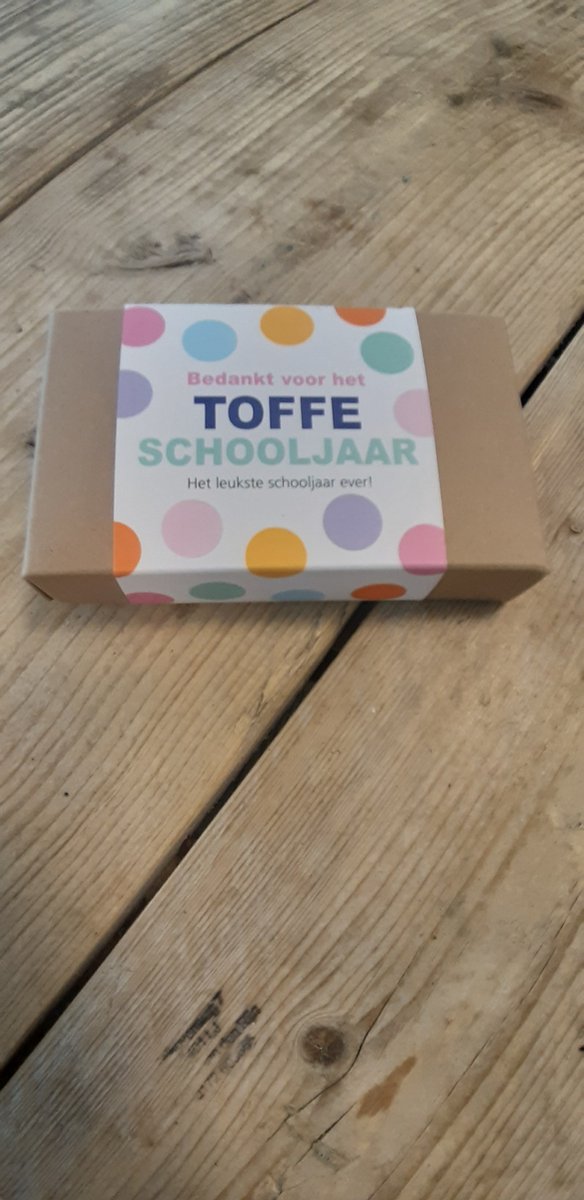 Bedankt voor het
TOFFE
SCHOOLJAAR
Het leukste schooljaar ever!